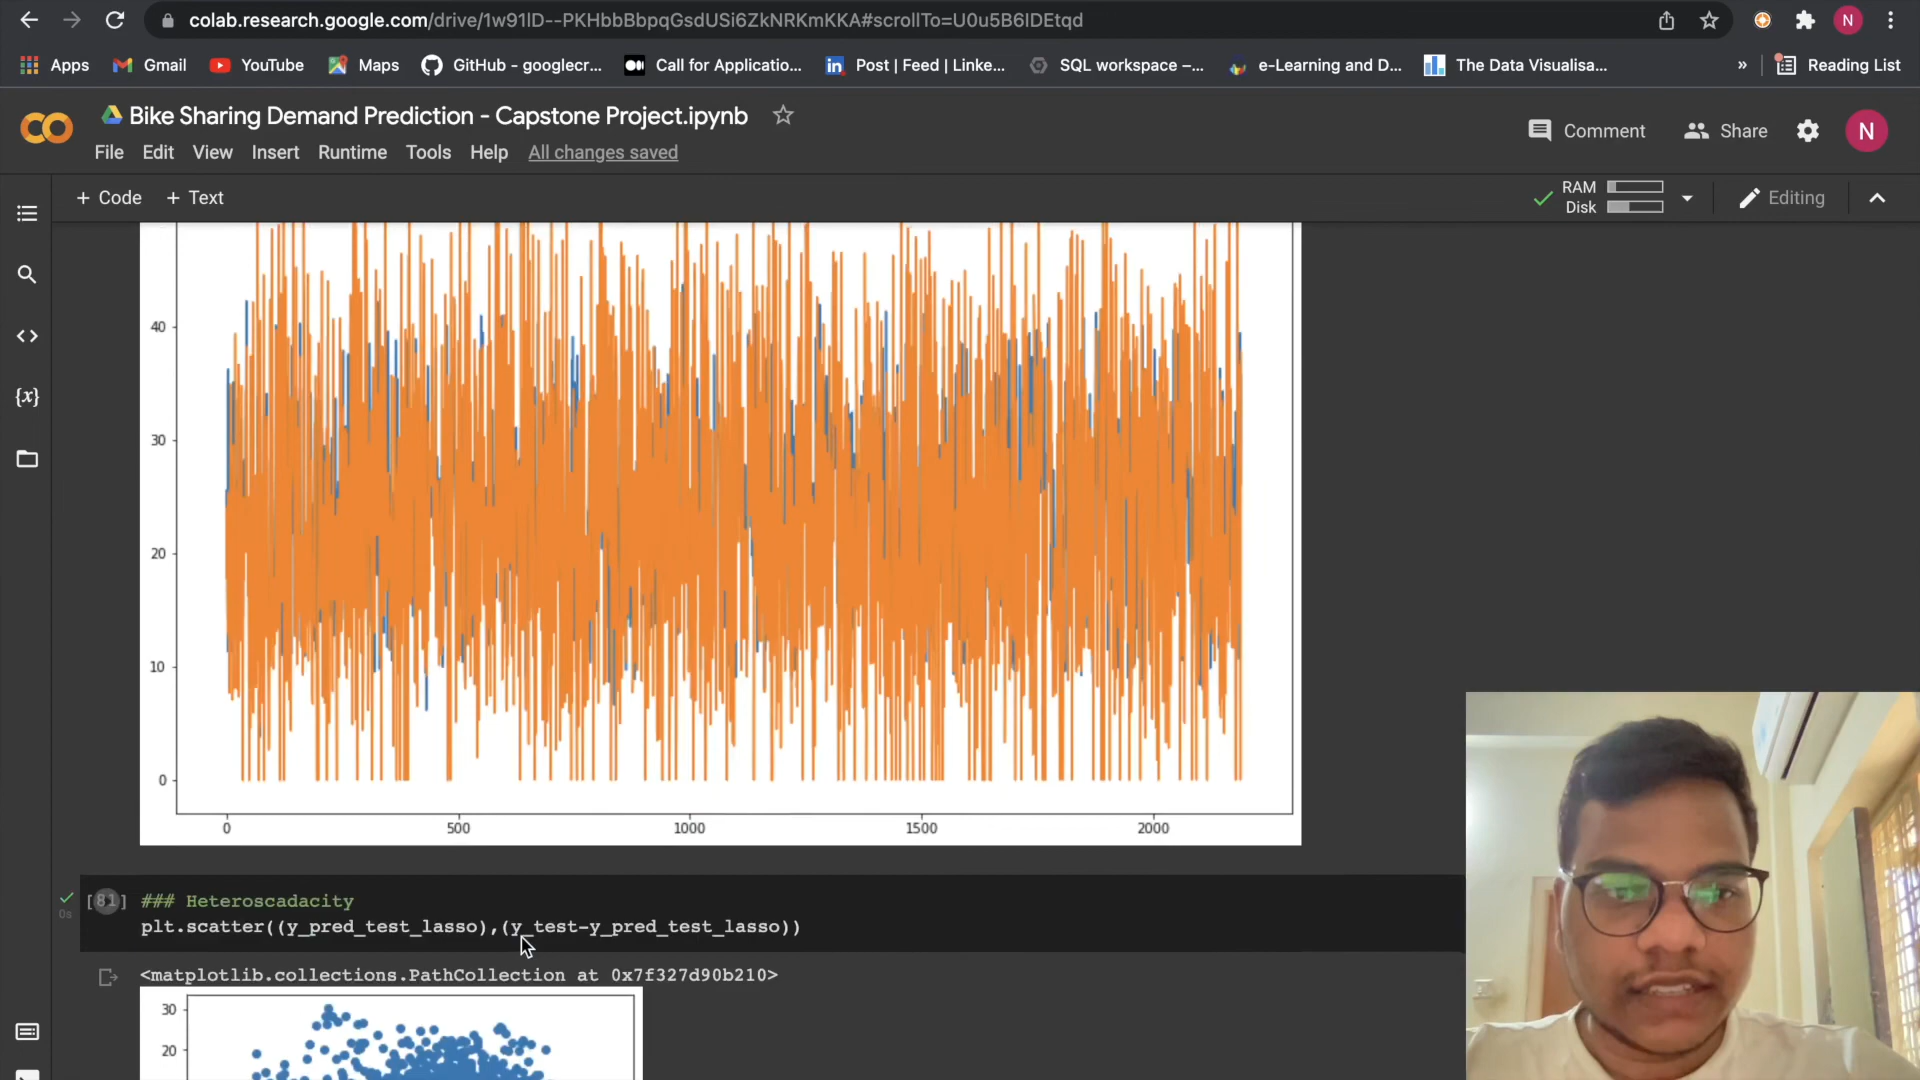 colab.research.google.com/drive/1w91lD--PKHbbBbpqGsdUSi6ZkNRKmKKA#scrollTo=U0u5B6lDEtqd
N
Apps Gmail YouTube Maps GitHub - googlecr... Call for Applicatio... Post | Feed | Linke... SQL workspace –... e-Learning and D... The Data Visualisa... » Reading List
Bike Sharing Demand Prediction - Capstone Project.ipynb
Comment Share N
File Edit View Insert Runtime Tools Help All changes saved
+ Code + Text
RAM
Disk
Editing
40
30
20
10
0
0 500 1000 1500 2000
[81] ### Heteroscadacity
0s
plt.scatter((y_pred_test_lasso),(y_test-y_pred_test_lasso))
<matplotlib.collections.PathCollection at 0x7f327d90b210>
30
20